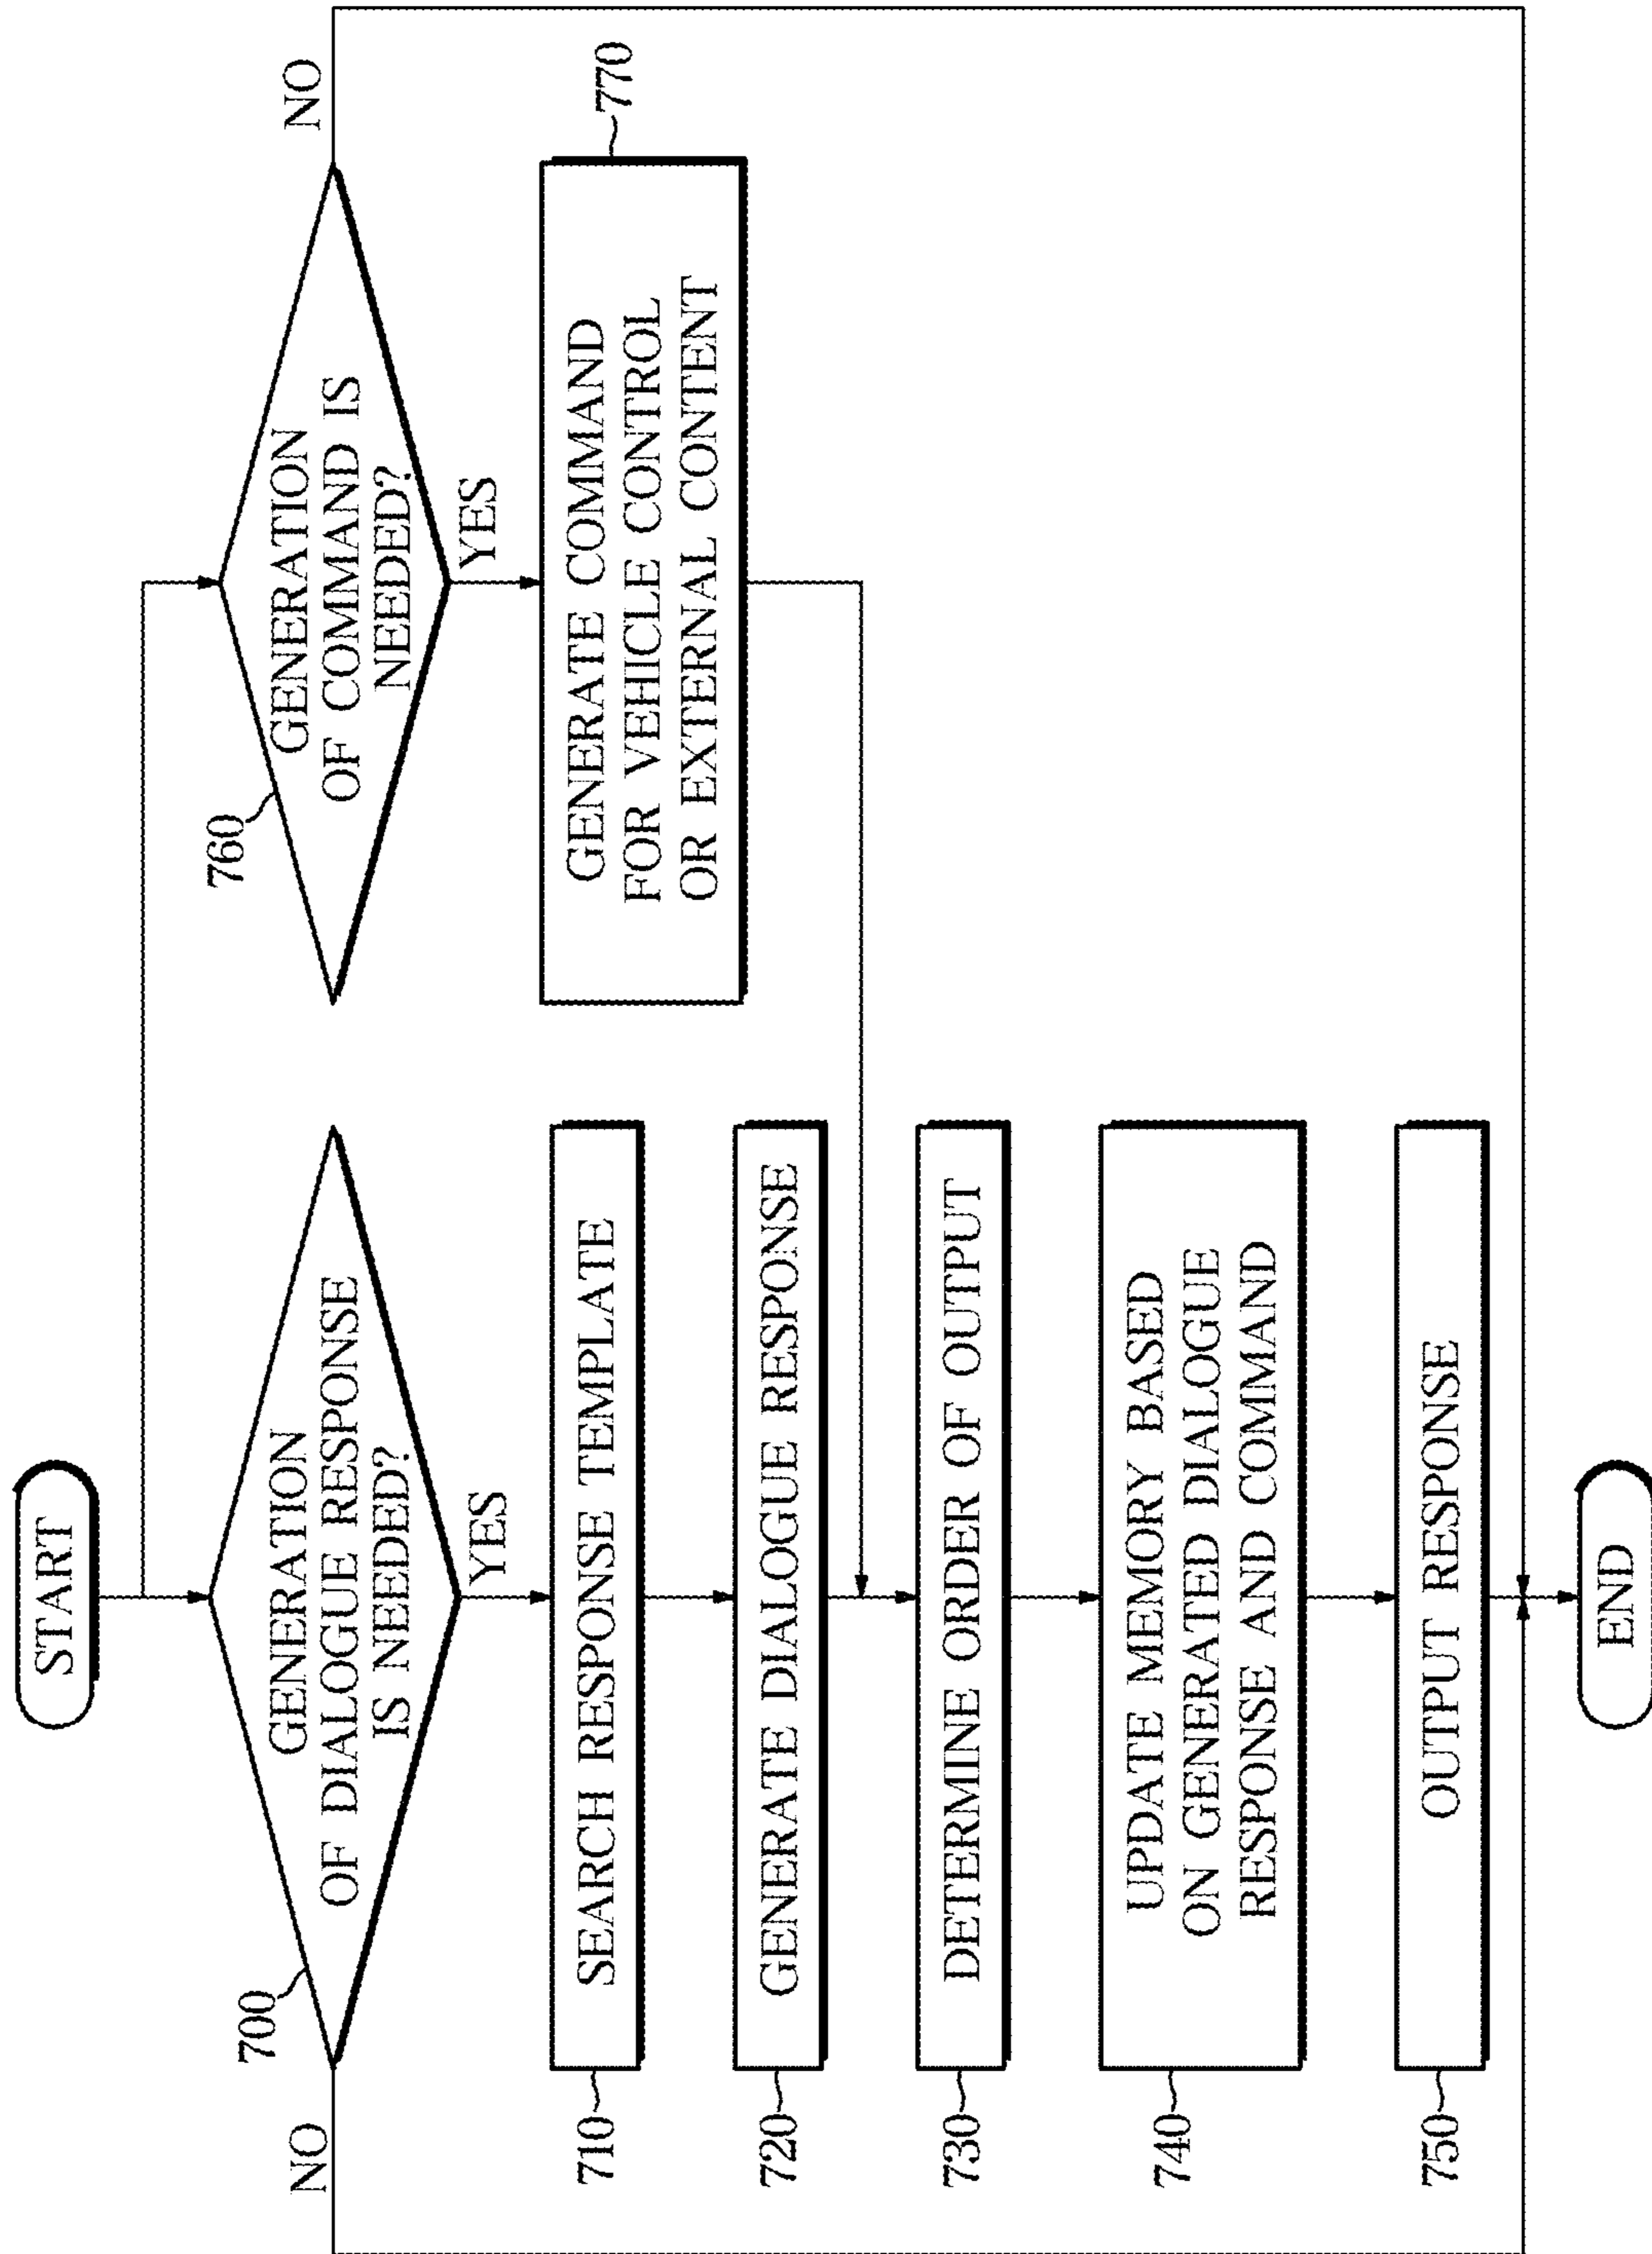 START
700
GENERATION
OF DIALOGUE RESPONSE
IS NEEDED?
NO
YES
760
GENERATION
OF COMMAND IS
NEEDED?
NO
YES
710
SEARCH RESPONSE TEMPLATE
GENERATE COMMAND
FOR VEHICLE CONTROL
OR EXTERNAL CONTENT
770
720
GENERATE DIALOGUE RESPONSE
730
DETERMINE ORDER OF OUTPUT
740
UPDATE MEMORY BASED
ON GENERATED DIALOGUE
RESPONSE AND COMMAND
750
OUTPUT RESPONSE
END